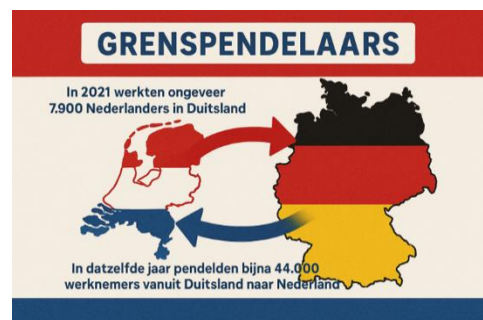 GRENSPENDELAARS
In 2021 werkten ongeveer
7.900 Nederlanders in Duitsland
In datzelfde jaar pendelden bijna 44.000
werknemers vanuit Duitsland naar Nederland